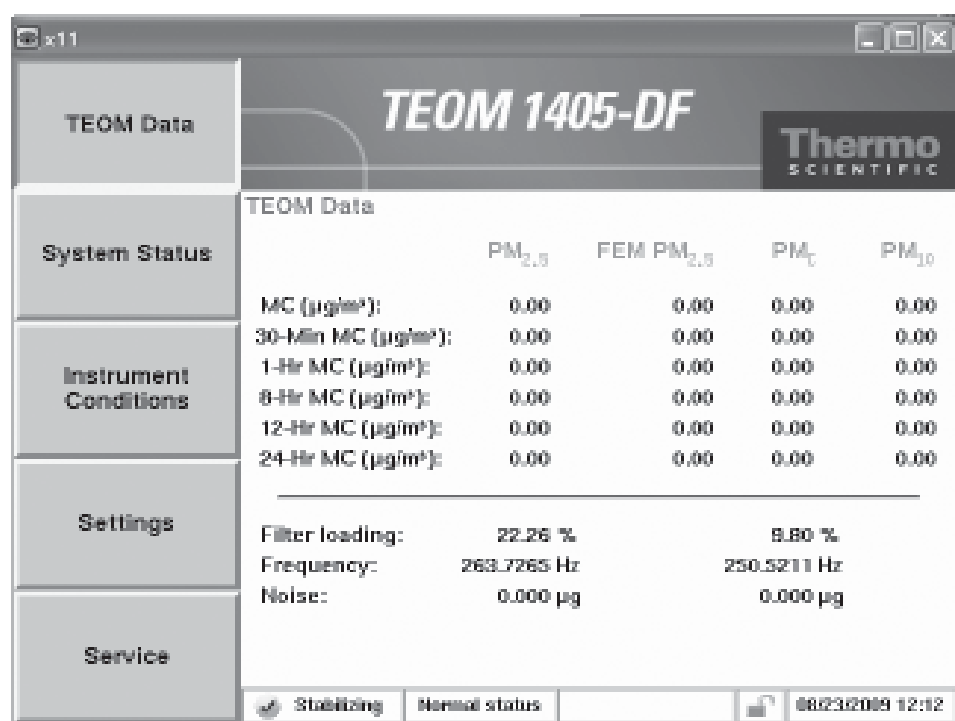 x11
TEOM Data
TEOM 1405-DF
Thermo
SCIENTIFIC
TEOM Data
System Status
PM2.5 FEM PM2.5 PMC PM10
MC (µg/m³): 0.00 0.00 0.00 0.00
30-Min MC (µg/m³): 0.00 0.00 0.00 0.00
1-Hr MC (µg/m³): 0.00 0.00 0.00 0.00
Instrument
Conditions
8-Hr MC (µg/m³): 0.00 0.00 0.00 0.00
12-Hr MC (µg/m³): 0.00 0.00 0.00 0.00
24-Hr MC (µg/m³): 0.00 0.00 0.00 0.00
Settings
Filter loading: 22.26 % 9.80 %
Frequency: 263.7265 Hz 250.5211 Hz
Noise: 0.000 µg 0.000 µg
Service
Stabilizing Normal status 08/23/2009 12:12